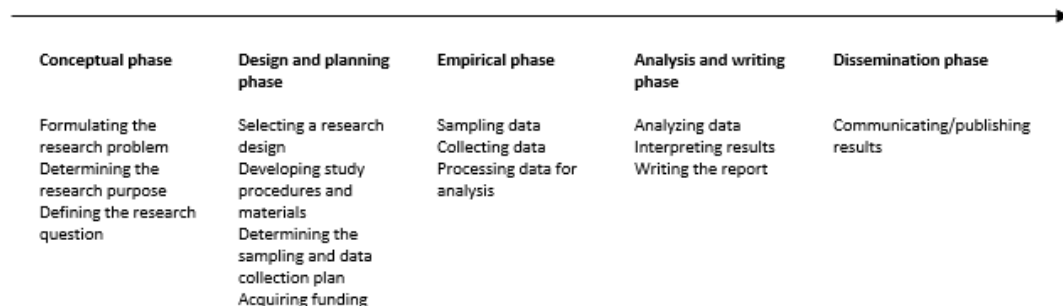 Conceptual phase
Formulating the
research problem
Determining the
research purpose
Defining the research
question
Design and planning
phase
Selecting a research
design
Developing study
procedures and
materials
Determining the
sampling and data
collection plan
Acquiring funding
Empirical phase
Sampling data
Collecting data
Processing data for
analysis
Analysis and writing
phase
Analyzing data
Interpreting results
Writing the report
Dissemination phase
Communicating/publishing
results